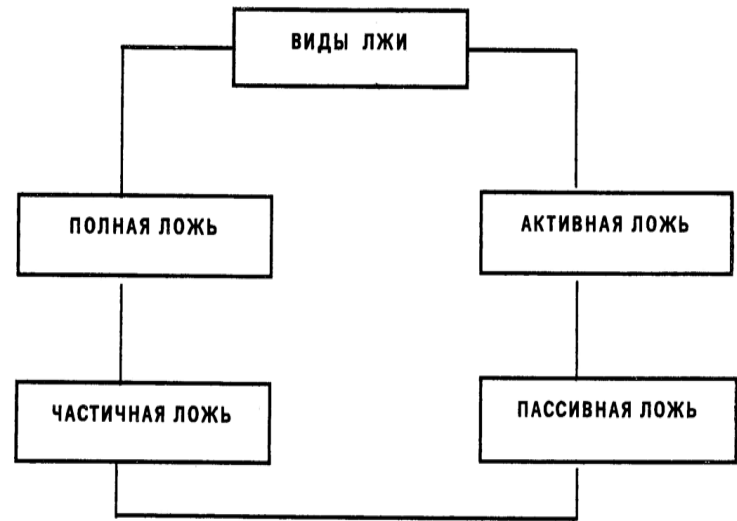 ВИДЫ ЛЖИ
ПОЛНАЯ ЛОЖЬ
АКТИВНАЯ ЛОЖЬ
ЧАСТИЧНАЯ ЛОЖЬ
ПАССИВНАЯ ЛОЖЬ